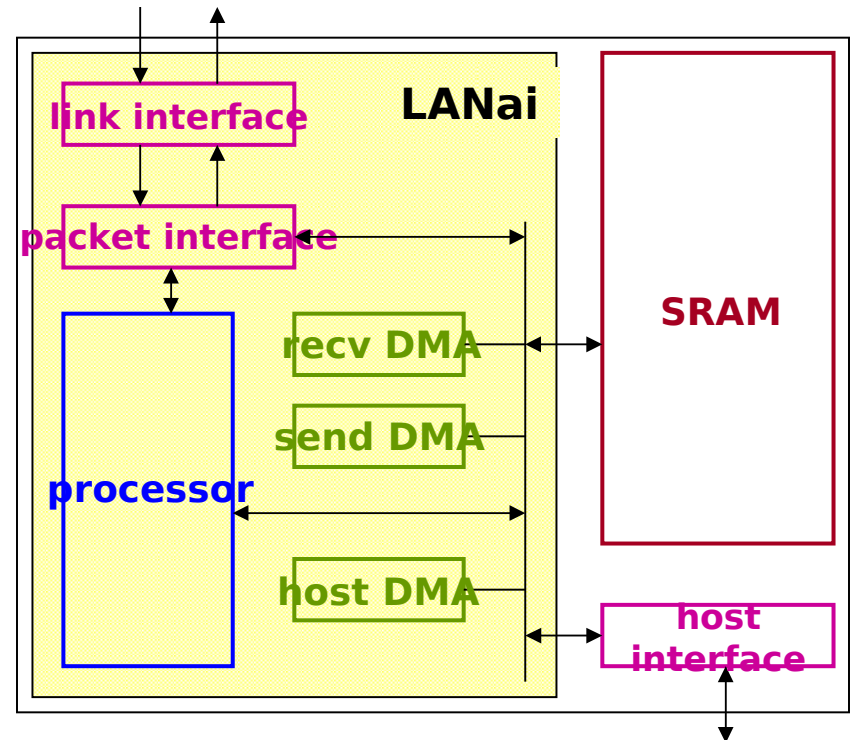 LANai
link interface
packet interface
recv DMA
SRAM
send DMA
processor
host DMA
host
interface